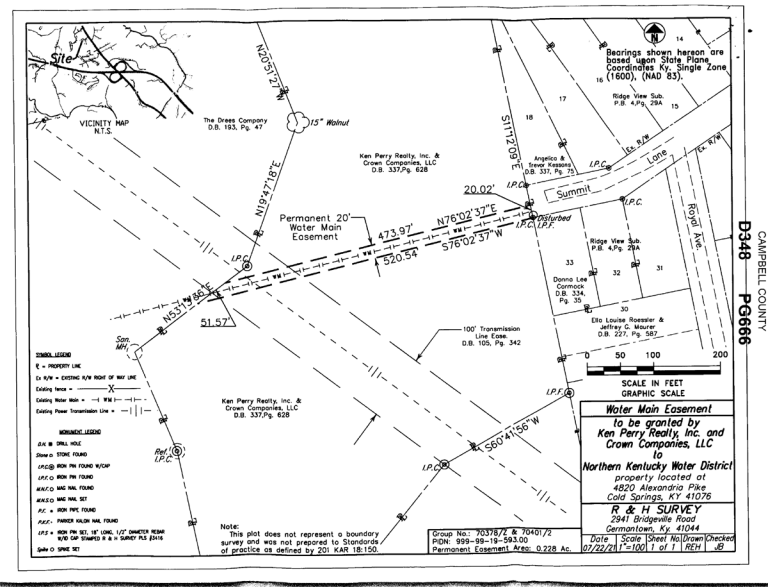 Site
VICINITY MAP
N.T.S.
N20°51'27"W
The Drees Company
D.B. 193, Pg. 47
15" Walnut
N19°47'18"E
Ken Perry Realty, Inc. &
Crown Companies, LLC
D.B. 337,Pg. 628
S11°12'09"E
Bearings shown hereon are
based upon State Plane
Coordinates Ky. Single Zone
(1600), (NAD 83).
14
16
Ridge View Sub.
P.B. 4,Pg. 29A
15
17
18
Ex. R/W
Ex. R/W
Angelica &
Trevor Kessans
D.B. 337, Pg. 75
I.P.C.
I.P.C.
I.P.C.
Summit Lane
Royal Ave.
20.02'
Disturbed
I.P.C.
I.P.F.
Permanent 20'
Water Main
Easement
473.97'
N76°02'37"E
WM
520.54
S76°02'37"W
I.P.C.
51.57'
San.
MH
33
Ridge View Sub.
P.B. 4,Pg. 29A
32
31
Donna Lee
Cormack
D.B. 334,
Pg. 35
30
Ella Louise Roessler &
Jeffrey G. Maurer
D.B. 227, pg. 587
100' Transmission
Line Ease.
D.B. 105, Pg. 342
0 50 100 200
SCALE IN FEET
GRAPHIC SCALE
SYMBOL LEGEND
= PROPERTY LINE
Ex R/W = EXISTING R/W RIGHT OF WAY LINE
Existing fence = X
Existing Water Main = WM
Existing Power Transmission Line =
MONUMENT LEGEND
D.H. DRILL HOLE
Stone STONE FOUND
I.P.C. IRON PIN FOUND W/CAP
I.P.F. IRON PIN FOUND
M.N.F. MAG NAIL FOUND
M.N.S. MAG NAIL SET
P.F. = IRON PIPE FOUND
P.K.F. - PARKER KALON NAIL FOUND
I.P.S = IRON PIN SET, 18" LONG, 1/2" DIAMETER REBAR
W/ID CAP STAMPED R & H SURVEY PLS #3416
Spike SPIKE SET
Ken Perry Realty, Inc. &
Crown Companies, LLC
D.B. 337,Pg. 628
Ref.
I.P.C.
I.P.C.
S60°41'56"W
I.P.F.
Note:
This plat does not represent a boundary
survey and was not prepared to Standards
of practice as defined by 201 KAR 18:150.
Group No.: 70378/Z & 70401/2
PIDN: 999-99-19-593.00
Permanent Easement Area: 0.228 Ac.
Water Main Easement
to be granted by
Ken Perry Realty, Inc. and
Crown Companies, LLC
to
Northern Kentucky Water District
property located at
4820 Alexandria Pike
Cold Springs, KY 41076
R & H SURVEY
2941 Bridgeville Road
Germantown, Ky. 41044
Date Scale Sheet No. Drawn Checked
07/22/21 1"=100 1 of 1 REH JB
CAMPBELL COUNTY
D348 PG666